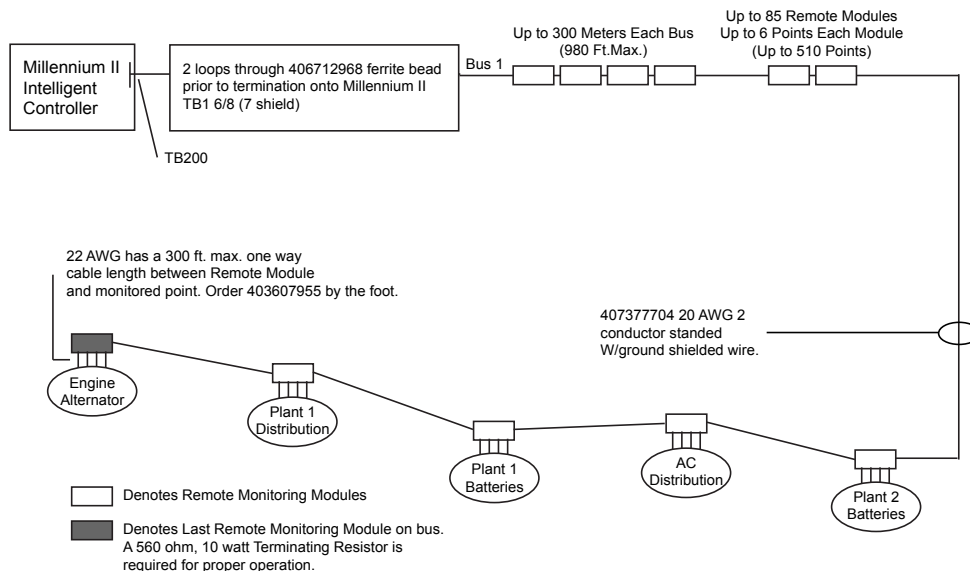 Millennium II
Intelligent
Controller
2 loops through 406712968 ferrite bead
prior to termination onto Millennium II
TB1 6/8 (7 shield)
TB200
Bus 1
Up to 300 Meters Each Bus
(980 Ft.Max.)
Up to 85 Remote Modules
Up to 6 Points Each Module
(Up to 510 Points)
22 AWG has a 300 ft. max. one way
cable length between Remote Module
and monitored point. Order 403607955 by the foot.
407377704 20 AWG 2
conductor standed
W/ground shielded wire.
Engine
Alternator
Plant 1
Distribution
Plant 1
Batteries
AC
Distribution
Plant 2
Batteries
Denotes Remote Monitoring Modules
Denotes Last Remote Monitoring Module on bus.
A 560 ohm, 10 watt Terminating Resistor is
required for proper operation.